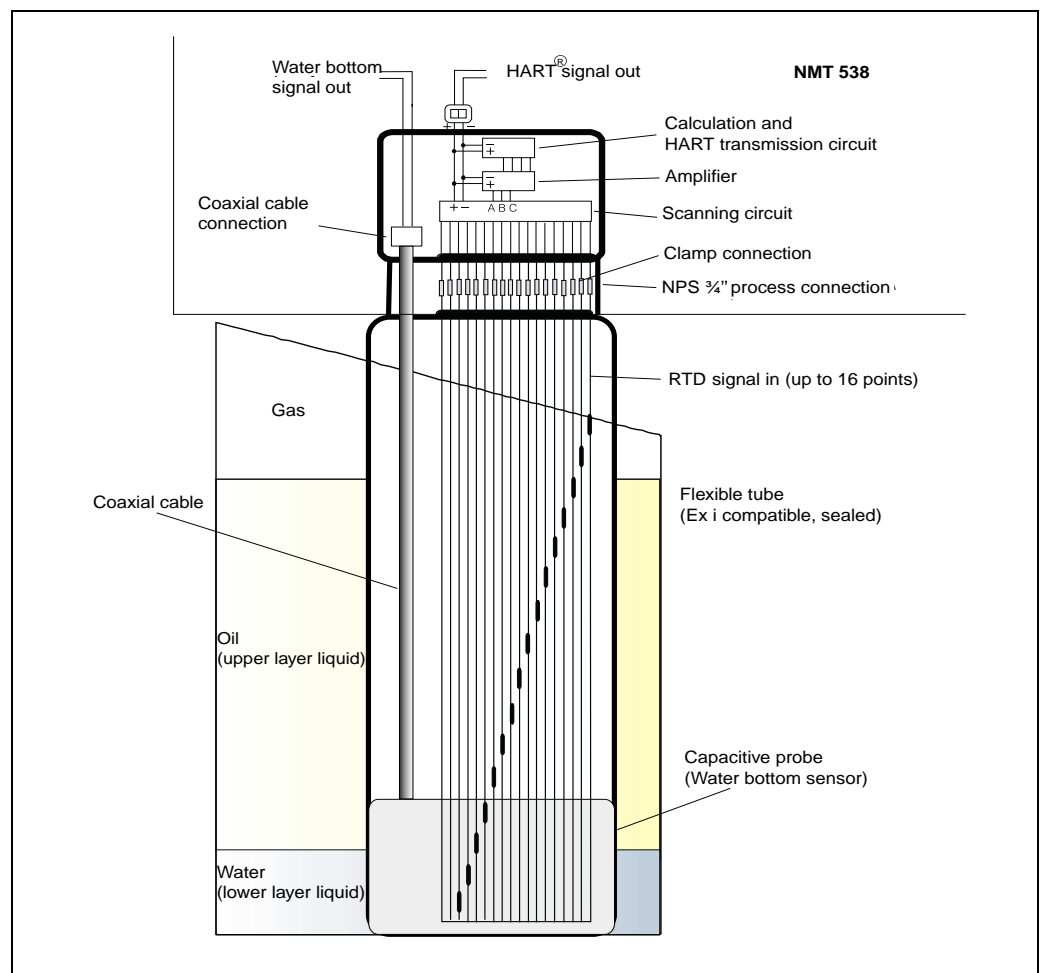 Water bottom
signal out
HART® signal out
NMT 538
Calculation and
HART transmission circuit
Amplifier
Scanning circuit
Clamp connection
NPS ¾" process connection
Coaxial cable
connection
+ −
− +
− +
+ − A B C
RTD signal in (up to 16 points)
Gas
Coaxial cable
Flexible tube
(Ex i compatible, sealed)
Oil
(upper layer liquid)
Capacitive probe
(Water bottom sensor)
Water
(lower layer liquid)